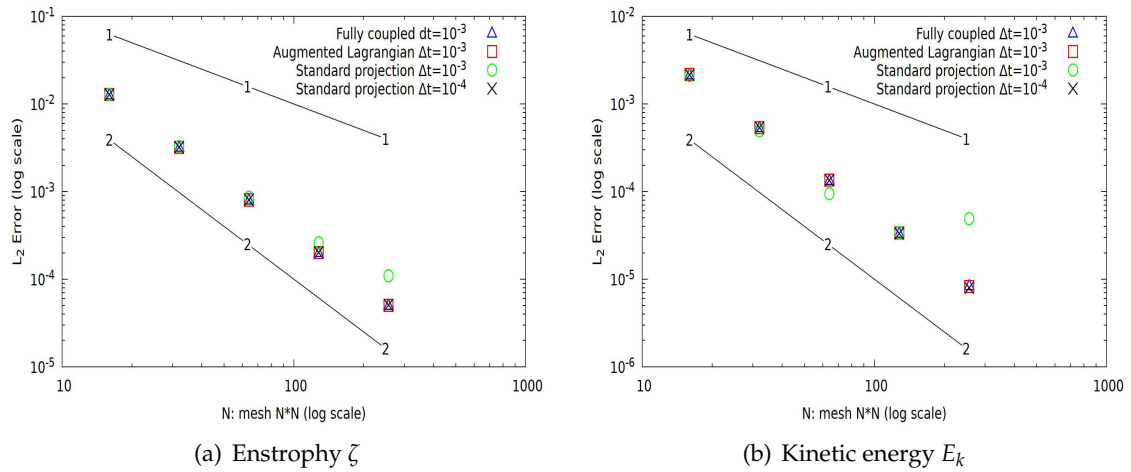 10⁻¹
10⁻²
10⁻³
10⁻⁴
10⁻⁵
L₂ Error (log scale)
10
100
1000
N: mesh N*N (log scale)
Fully coupled dt=10⁻³
Augmented Lagrangian Δt=10⁻³
Standard projection Δt=10⁻³
Standard projection Δt=10⁻⁴
1
1
1
2
2
2
(a) Enstrophy ζ
10⁻¹
10⁻²
10⁻³
10⁻⁴
10⁻⁵
10⁻⁶
L₂ Error (log scale)
10
100
1000
N: mesh N*N (log scale)
Fully coupled Δt=10⁻³
Augmented Lagrangian Δt=10⁻³
Standard projection Δt=10⁻³
Standard projection Δt=10⁻⁴
1
1
1
2
2
2
(b) Kinetic energy Eₖ